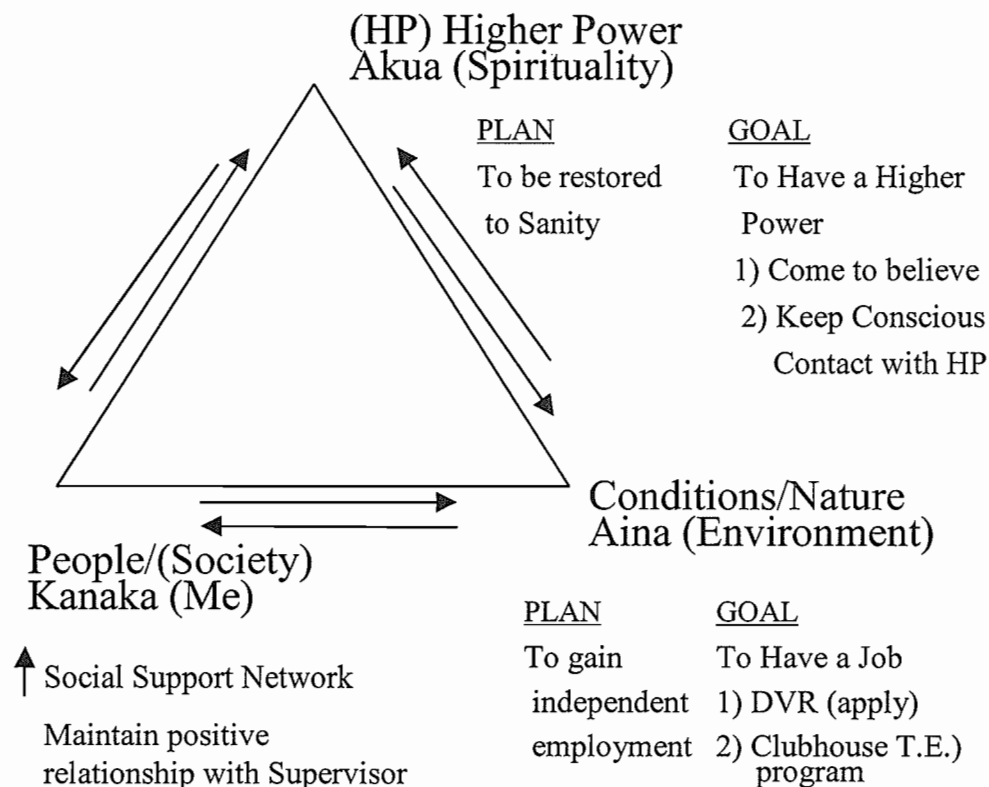 (HP) Higher Power
Akua (Spirituality)
PLAN
To be restored
to Sanity
GOAL
To Have a Higher
Power
1) Come to believe
2) Keep Conscious
Contact with HP
Conditions/Nature
Aina (Environment)
People/(Society)
Kanaka (Me)
Social Support Network
Maintain positive
relationship with Supervisor
PLAN
To gain
independent
employment
GOAL
To Have a Job
1) DVR (apply)
2) Clubhouse T.E.)
program